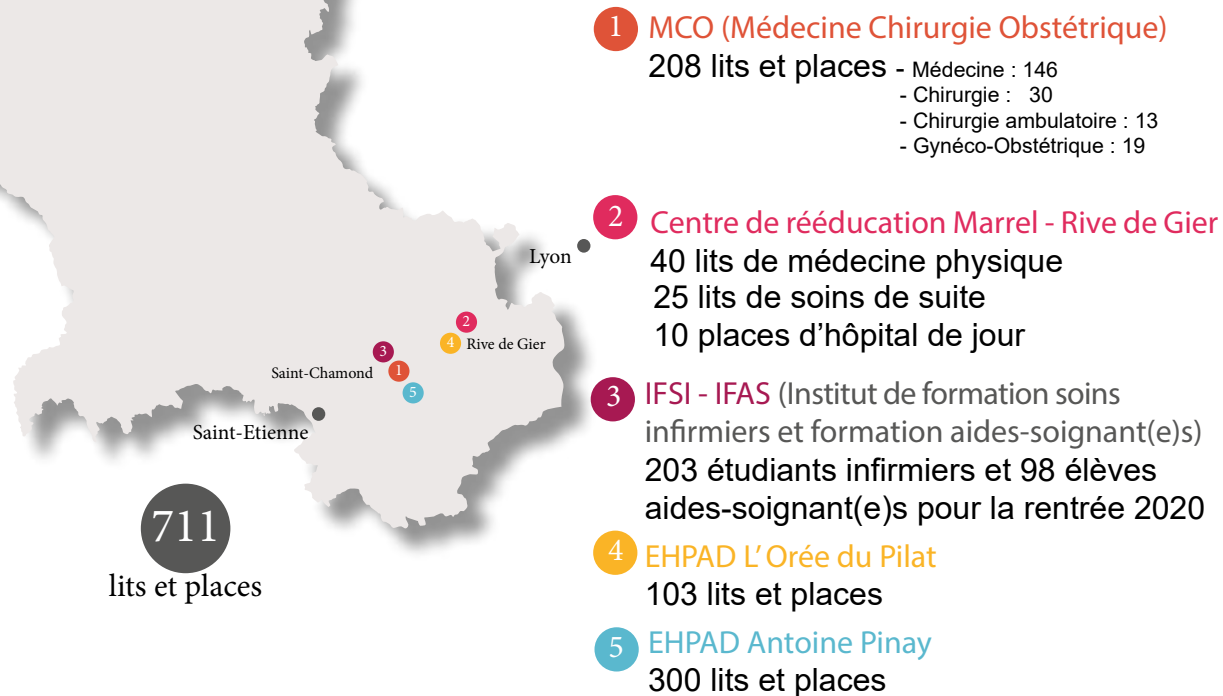 1 MCO (Médecine Chirurgie Obstétrique)
208 lits et places - Médecine : 146
- Chirurgie : 30
- Chirurgie ambulatoire : 13
- Gynéco-Obstétrique : 19
2 Centre de rééducation Marrel - Rive de Gier
40 lits de médecine physique
25 lits de soins de suite
10 places d'hôpital de jour
3 IFSI - IFAS (Institut de formation soins
infirmiers et formation aides-soignant(e)s)
203 étudiants infirmiers et 98 élèves
aides-soignant(e)s pour la rentrée 2020
4 EHPAD L'Orée du Pilat
103 lits et places
5 EHPAD Antoine Pinay
300 lits et places
Lyon
2
4 Rive de Gier
3
Saint-Chamond 1
5
Saint-Etienne
711
lits et places